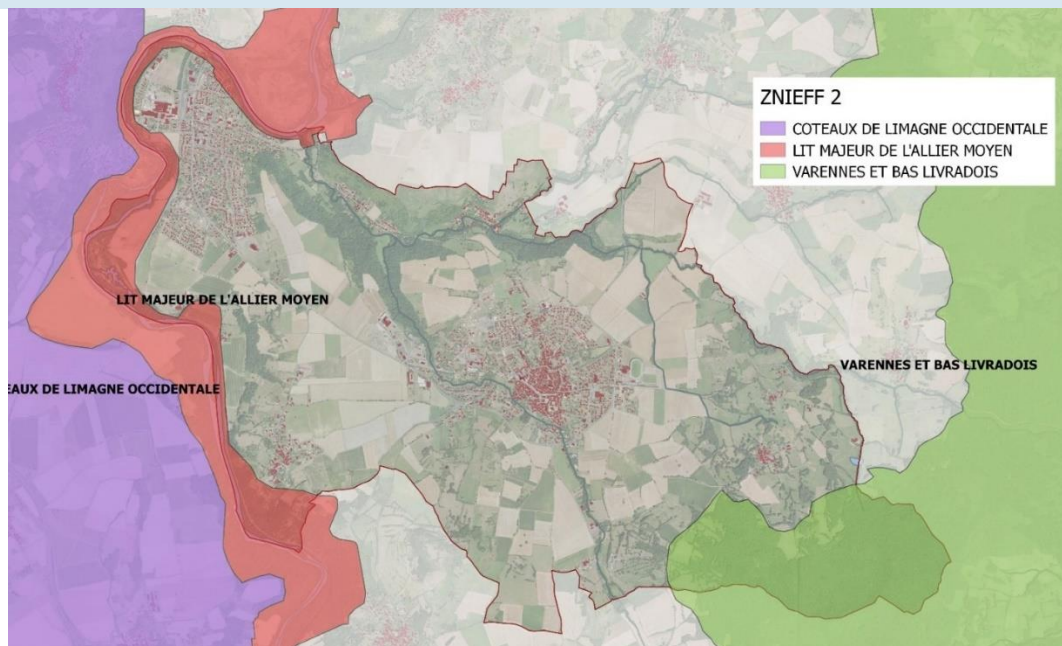 ZNIEFF 2
COTEAUX DE LIMAGNE OCCIDENTALE
LIT MAJEUR DE L'ALLIER MOYEN
VARENNES ET BAS LIVRADOIS
LIT MAJEUR DE L'ALLIER MOYEN
VARENNES ET BAS LIVRADOIS
EAUX DE LIMAGNE OCCIDENTALE